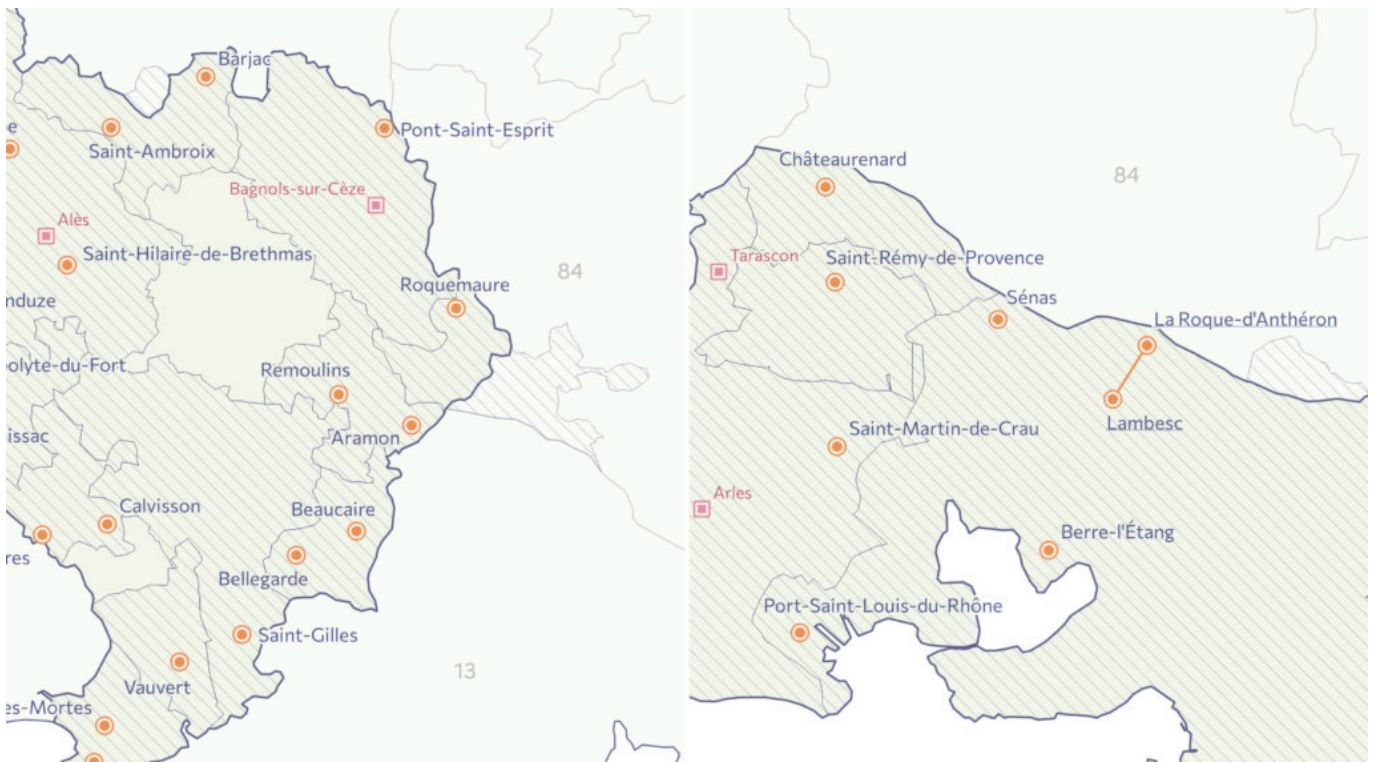 Barjac
Pont-Saint-Esprit
Saint-Ambroix
Bagnols-sur-Cèze
Alès
Saint-Hilaire-de-Brethmas
84
Roquemaure
nduze
olyte-du-Fort
Remoulins
issac
Aramon
Calvisson
Beaucaire
res
Bellegarde
Saint-Gilles
13
Vauvert
es-Mortes
Châteaurenard
84
Tarascon
Saint-Rémy-de-Provence
Sénas
La Roque-d'Anthéron
Saint-Martin-de-Crau
Lambesc
Arles
Berre-l'Étang
Port-Saint-Louis-du-Rhône